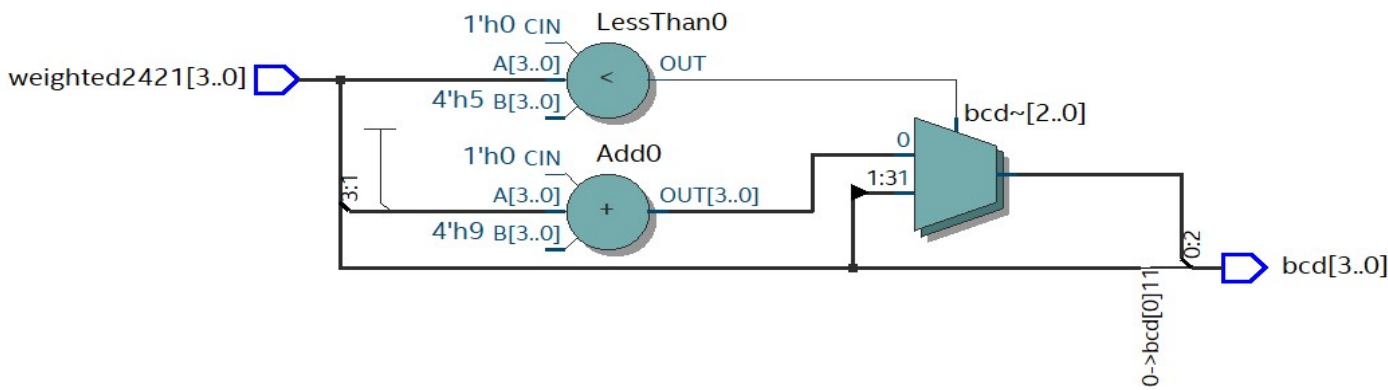 1'h0 CIN
LessThan0
weighted2421[3..0]
A[3..0]
<
OUT
4'h5 B[3..0]
bcd~[2..0]
1'h0 CIN
Add0
0
3:1
A[3..0]
+
OUT[3..0]
1:31
4'h9 B[3..0]
0:2
bcd[3..0]
0->bcd[0]11